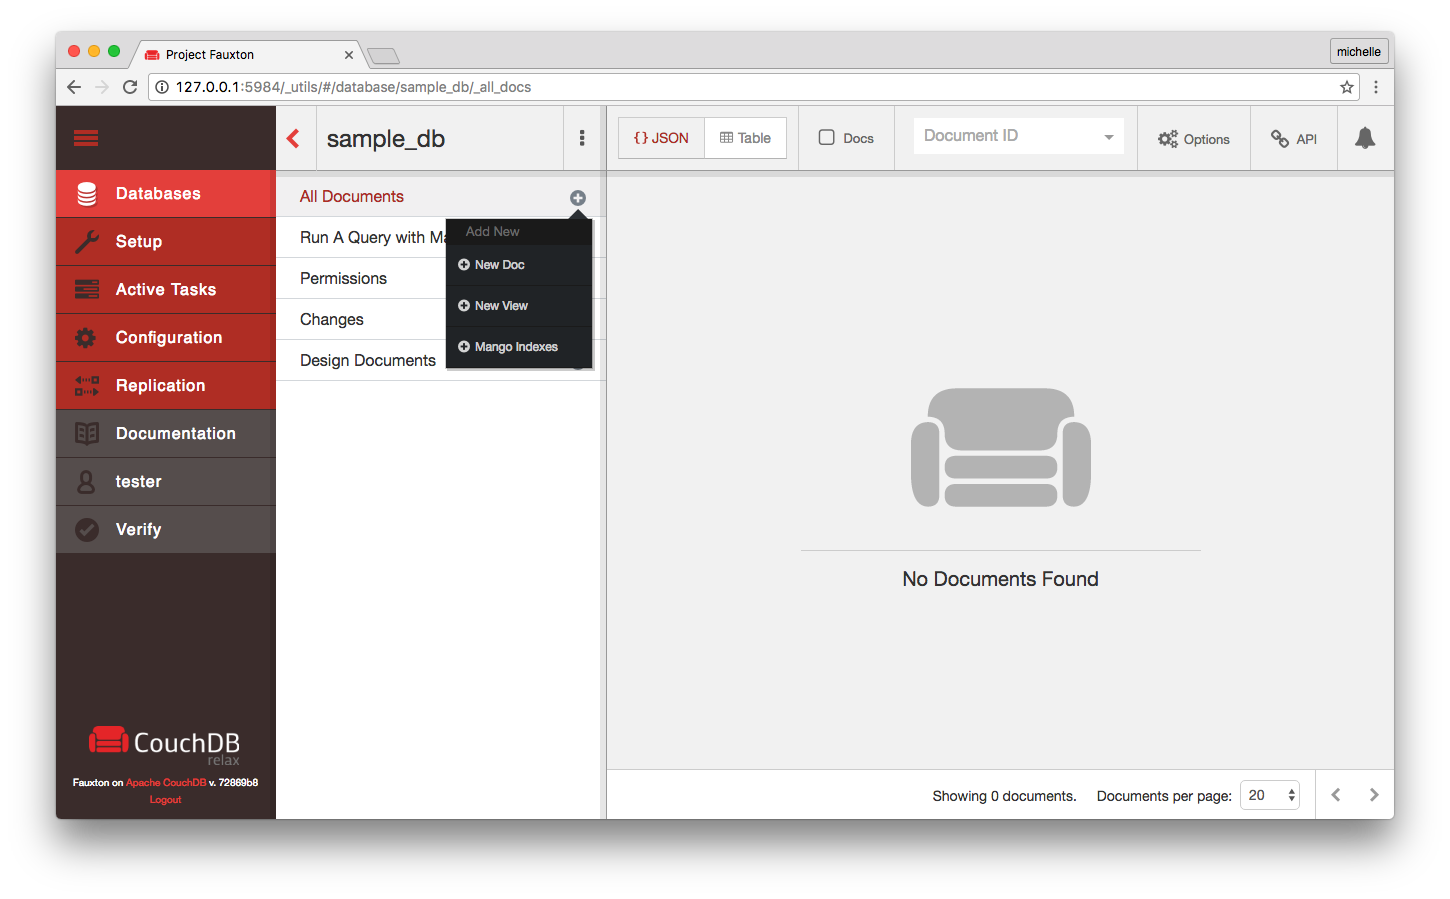 Project Fauxton
michelle
127.0.0.1:5984/_utils/#/database/sample_db/_all_docs
sample_db
{} JSON
Table
Docs
Document ID
Options
API
Databases
Setup
Active Tasks
Configuration
Replication
Documentation
tester
Verify
All Documents
Run A Query with Ma
Permissions
Changes
Design Documents
Add New
New Doc
New View
Mango Indexes
No Documents Found
CouchDB
relax
Fauxton on Apache CouchDB v. 72869b8
Logout
Showing 0 documents.
Documents per page: 20